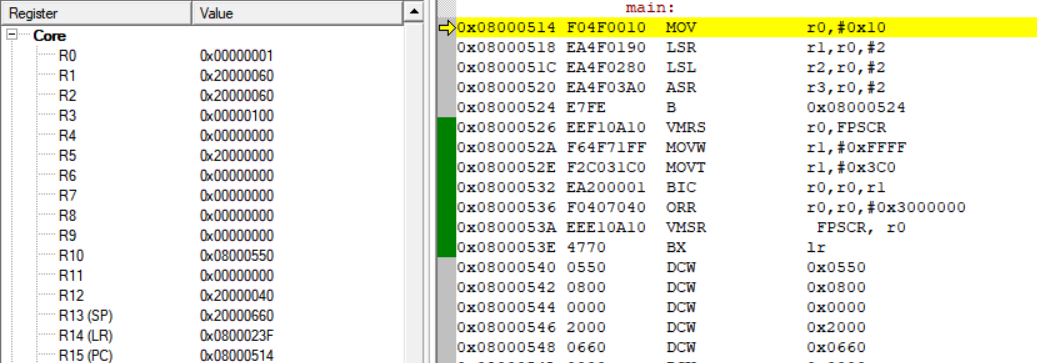 Register Value
Core
R0 0x00000001
R1 0x20000060
R2 0x20000060
R3 0x00000100
R4 0x00000000
R5 0x20000000
R6 0x00000000
R7 0x00000000
R8 0x00000000
R9 0x00000000
R10 0x08000550
R11 0x00000000
R12 0x20000040
R13 (SP) 0x20000660
R14 (LR) 0x0800023F
R15 (PC) 0x08000514
main:
0x08000514 F04F0010 MOV r0,#0x10
0x08000518 EA4F0190 LSR r1,r0,#2
0x0800051C EA4F0280 LSL r2,r0,#2
0x08000520 EA4F03A0 ASR r3,r0,#2
0x08000524 E7FE B 0x08000524
0x08000526 EEF10A10 VMRS r0,FPSCR
0x0800052A F64F71FF MOVW r1,#0xFFFF
0x0800052E F2C031C0 MOVT r1,#0x3C0
0x08000532 EA200001 BIC r0,r0,r1
0x08000536 F0407040 ORR r0,r0,#0x3000000
0x0800053A EEE10A10 VMSR FPSCR, r0
0x0800053E 4770 BX lr
0x08000540 0550 DCW 0x0550
0x08000542 0800 DCW 0x0800
0x08000544 0000 DCW 0x0000
0x08000546 2000 DCW 0x2000
0x08000548 0660 DCW 0x0660